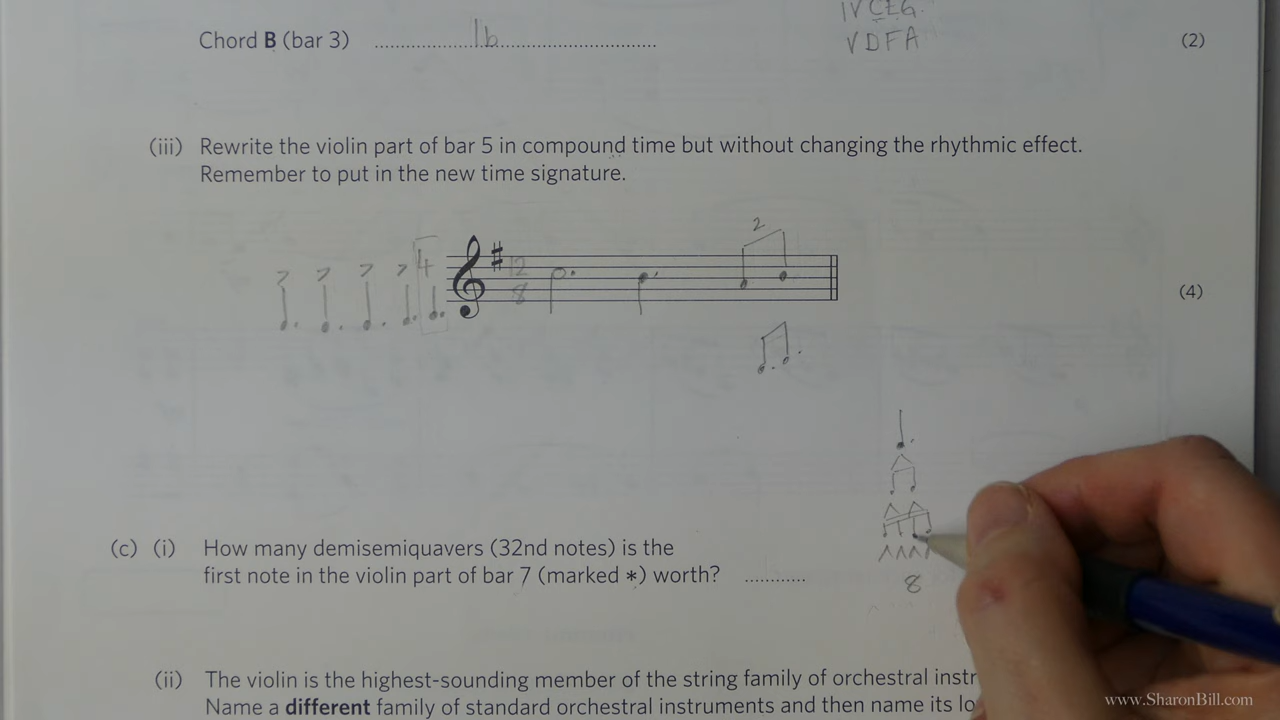 IV CEG
Chord B (bar 3) ........Ib........
V DFA
(2)
(iii) Rewrite the violin part of bar 5 in compound time but without changing the rhythmic effect.
Remember to put in the new time signature.
2
4
12
8
(4)
(c) (i) How many demisemiquavers (32nd notes) is the
first note in the violin part of bar 7 (marked *) worth? ............
8
(ii) The violin is the highest-sounding member of the string family of orchestral instr
Name a different family of standard orchestral instruments and then name its lo
www.SharonBill.com